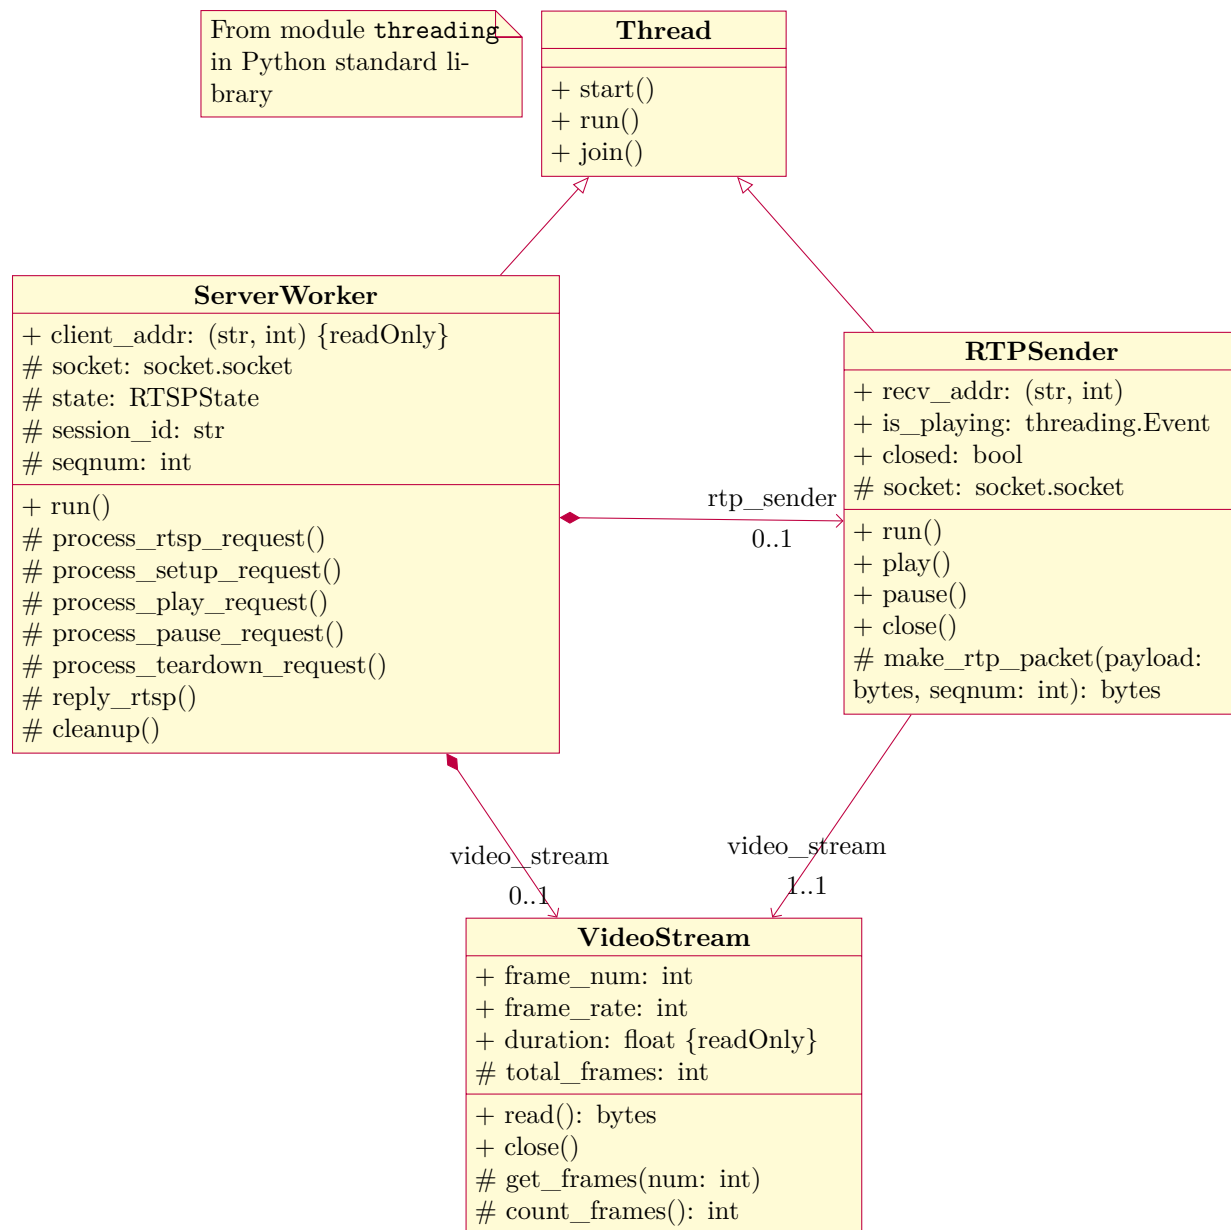 From module threading
in Python standard li-
brary
Thread
+ start()
+ run()
+ join()
ServerWorker
+ client_addr: (str, int) {readOnly}
# socket: socket.socket
# state: RTSPState
# session_id: str
# seqnum: int
+ run()
# process_rtsp_request()
# process_setup_request()
# process_play_request()
# process_pause_request()
# process_teardown_request()
# reply_rtsp()
# cleanup()
rtp_sender
0..1
RTPSender
+ recv_addr: (str, int)
+ is_playing: threading.Event
+ closed: bool
# socket: socket.socket
+ run()
+ play()
+ pause()
+ close()
# make_rtp_packet(payload:
bytes, seqnum: int): bytes
video_stream
0..1
video_stream
1..1
VideoStream
+ frame_num: int
+ frame_rate: int
+ duration: float {readOnly}
# total_frames: int
+ read(): bytes
+ close()
# get_frames(num: int)
# count_frames(): int